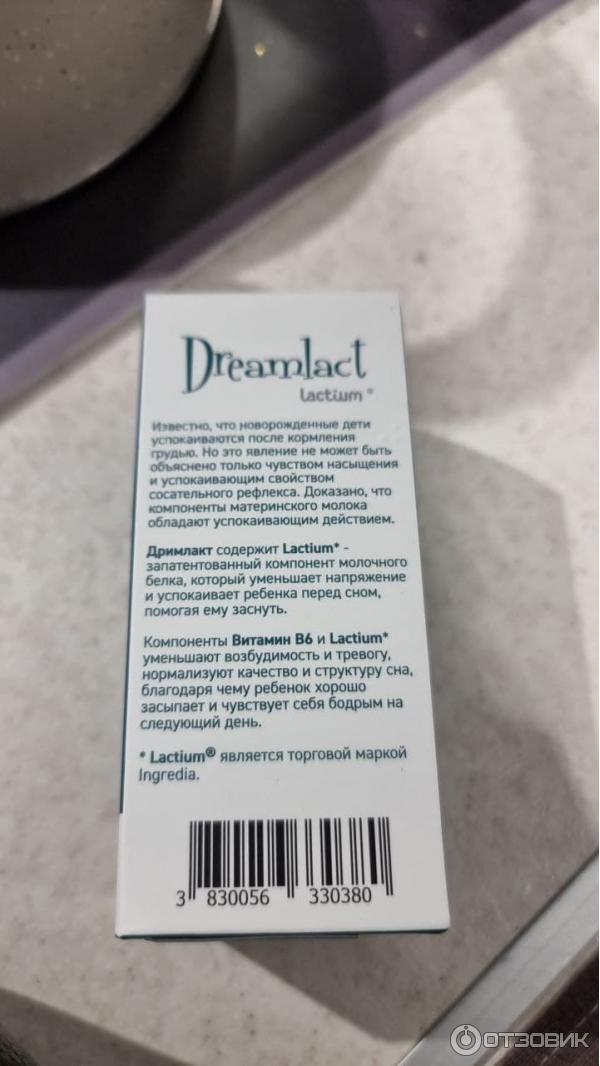 Dreamlact
lactium ®
Известно, что новорожденные дети
успокаиваются после кормления
грудью. Но это явление не может быть
объяснено только чувством насыщения
и успокаивающим свойством
сосательного рефлекса. Доказано, что
компоненты материнского молока
обладают успокаивающим действием.
Дримлакт содержит Lactium* -
запатентованный компонент молочного
белка, который уменьшает напряжение
и успокаивает ребенка перед сном,
помогая ему заснуть.
Компоненты Витамин В6 и Lactium*
уменьшают возбудимость и тревогу,
нормализуют качество и структуру сна,
благодаря чему ребенок хорошо
засыпает и чувствует себя бодрым на
следующий день.
* Lactium® является торговой маркой
Ingredia.
3 830056 330380
ОТЗОВИК